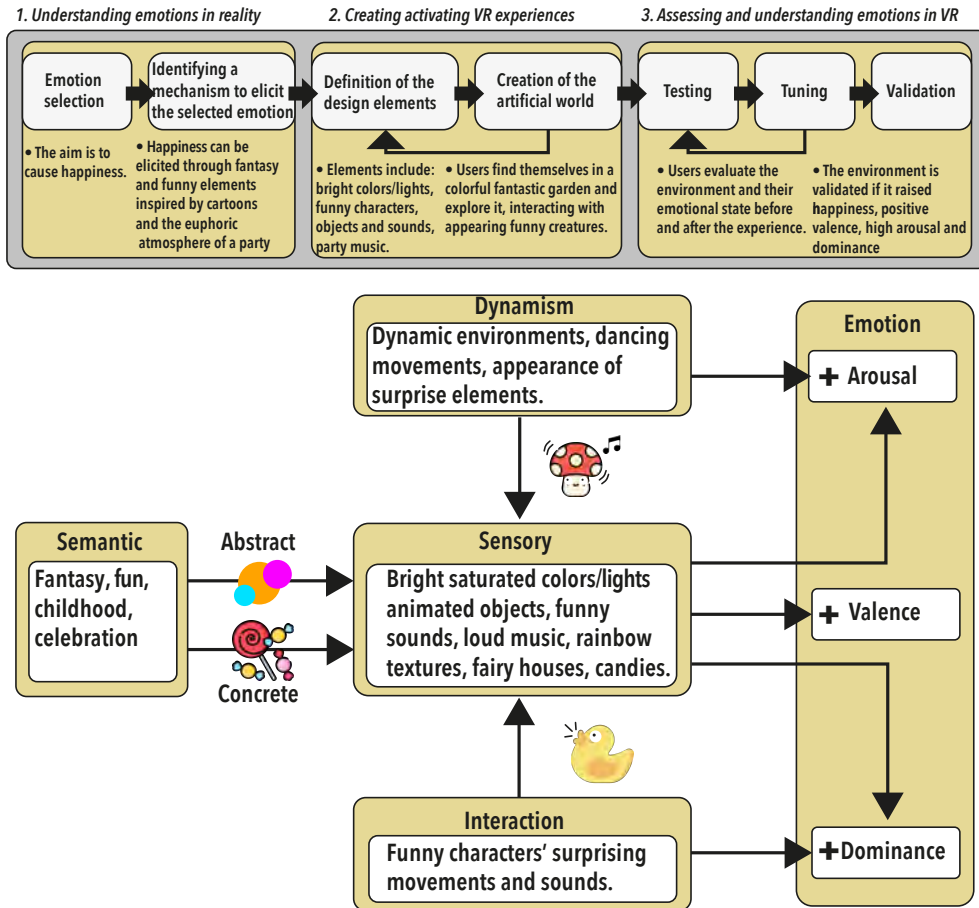 1. Understanding emotions in reality
2. Creating activating VR experiences
3. Assessing and understanding emotions in VR
Emotion
selection
Identifying a
mechanism to elicit
the selected emotion
Definition of the
design elements
Creation of the
artificial world
Testing
Tuning
Validation
• The aim is to
cause happiness.
• Happiness can be
elicited through fantasy
and funny elements
inspired by cartoons
and the euphoric
atmosphere of a party
• Elements include:
bright colors/lights,
funny characters,
objects and sounds,
party music.
• Users find themselves in a
colorful fantastic garden and
explore it, interacting with
appearing funny creatures.
• Users evaluate the
environment and their
emotional state before
and after the experience.
• The environment is
validated if it raised
happiness, positive
valence, high arousal and
dominance
Dynamism
Dynamic environments, dancing
movements, appearance of
surprise elements.
Emotion
+ Arousal
Semantic
Fantasy, fun,
childhood,
celebration
Abstract
Concrete
Sensory
Bright saturated colors/lights
animated objects, funny
sounds, loud music, rainbow
textures, fairy houses, candies.
+ Valence
Interaction
Funny characters’ surprising
movements and sounds.
+Dominance